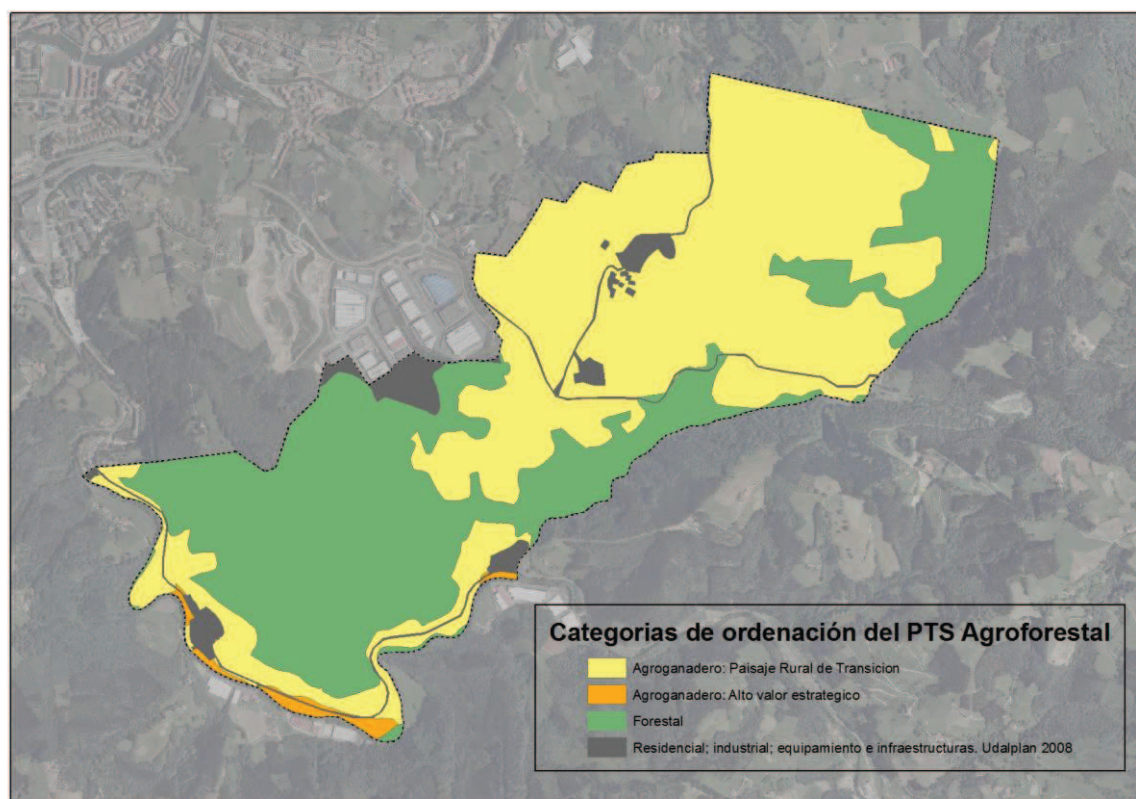 Categorias de ordenación del PTS Agroforestal
Agroganadero: Paisaje Rural de Transicion
Agroganadero: Alto valor estrategico
Forestal
Residencial; industrial; equipamiento e infraestructuras. Udalplan 2008